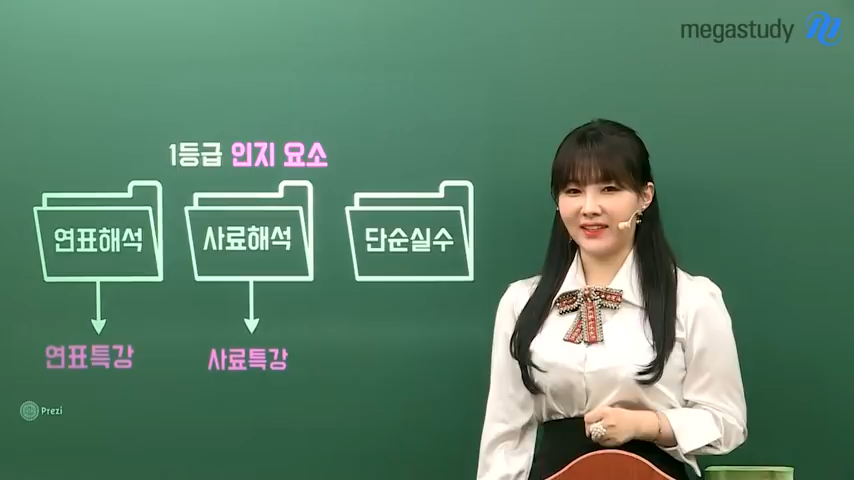 megastudy
1등급 인지 요소
연표해석 사료해석 단순실수
연표특강 사료특강
Prezi